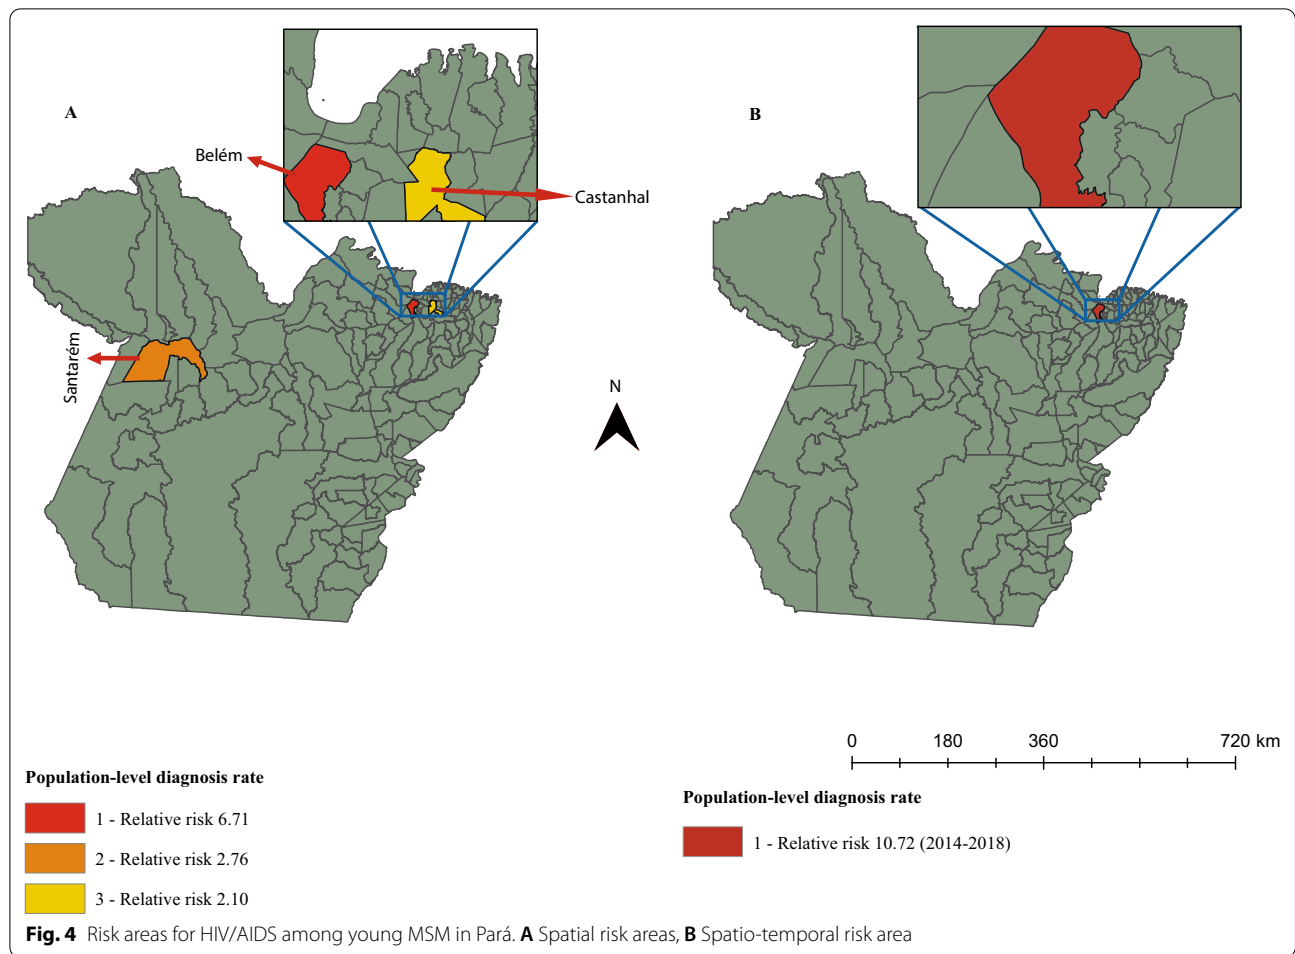 A
B
Belém
Castanhal
Santarém
N
0 180 360 720 km
Population-level diagnosis rate
1 - Relative risk 6.71
2 - Relative risk 2.76
3 - Relative risk 2.10
Population-level diagnosis rate
1 - Relative risk 10.72 (2014-2018)
Fig. 4 Risk areas for HIV/AIDS among young MSM in Pará. A Spatial risk areas, B Spatio-temporal risk area